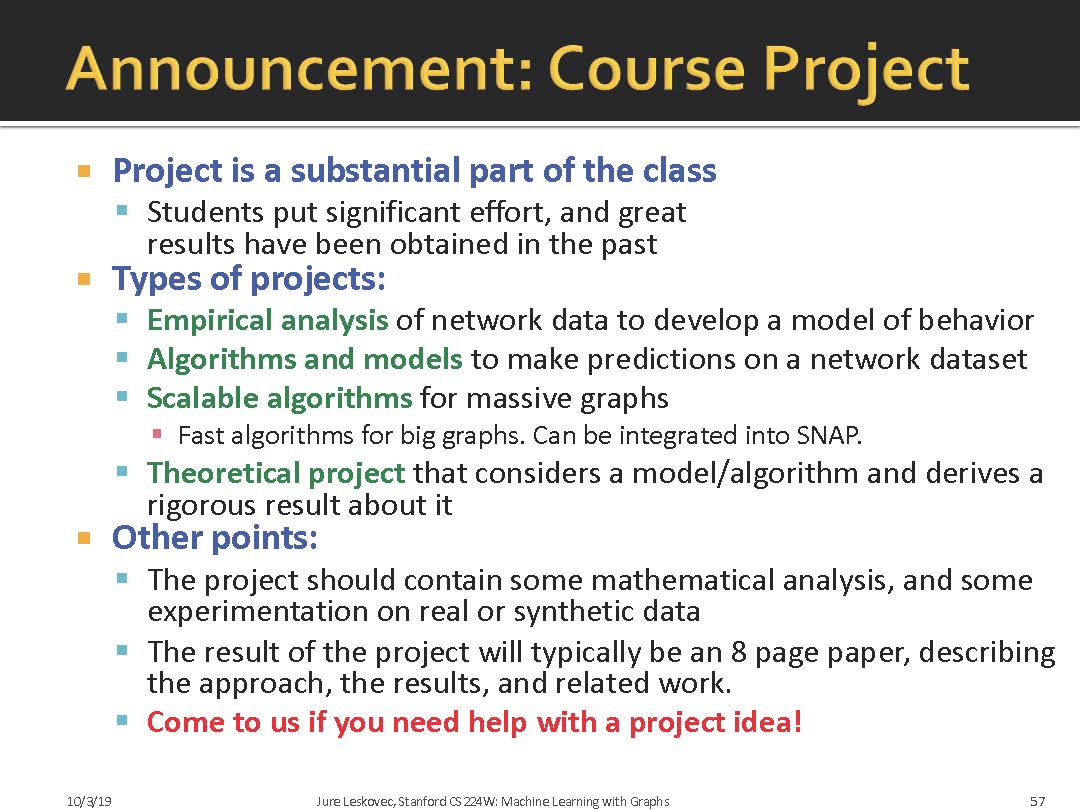 Announcement: Course Project
Project is a substantial part of the class
Students put significant effort, and great
results have been obtained in the past
Types of projects:
Empirical analysis of network data to develop a model of behavior
Algorithms and models to make predictions on a network dataset
Scalable algorithms for massive graphs
Fast algorithms for big graphs. Can be integrated into SNAP.
Theoretical project that considers a model/algorithm and derives a
rigorous result about it
Other points:
The project should contain some mathematical analysis, and some
experimentation on real or synthetic data
The result of the project will typically be an 8 page paper, describing
the approach, the results, and related work.
Come to us if you need help with a project idea!
10/3/19 Jure Leskovec, Stanford CS224W: Machine Learning with Graphs 57